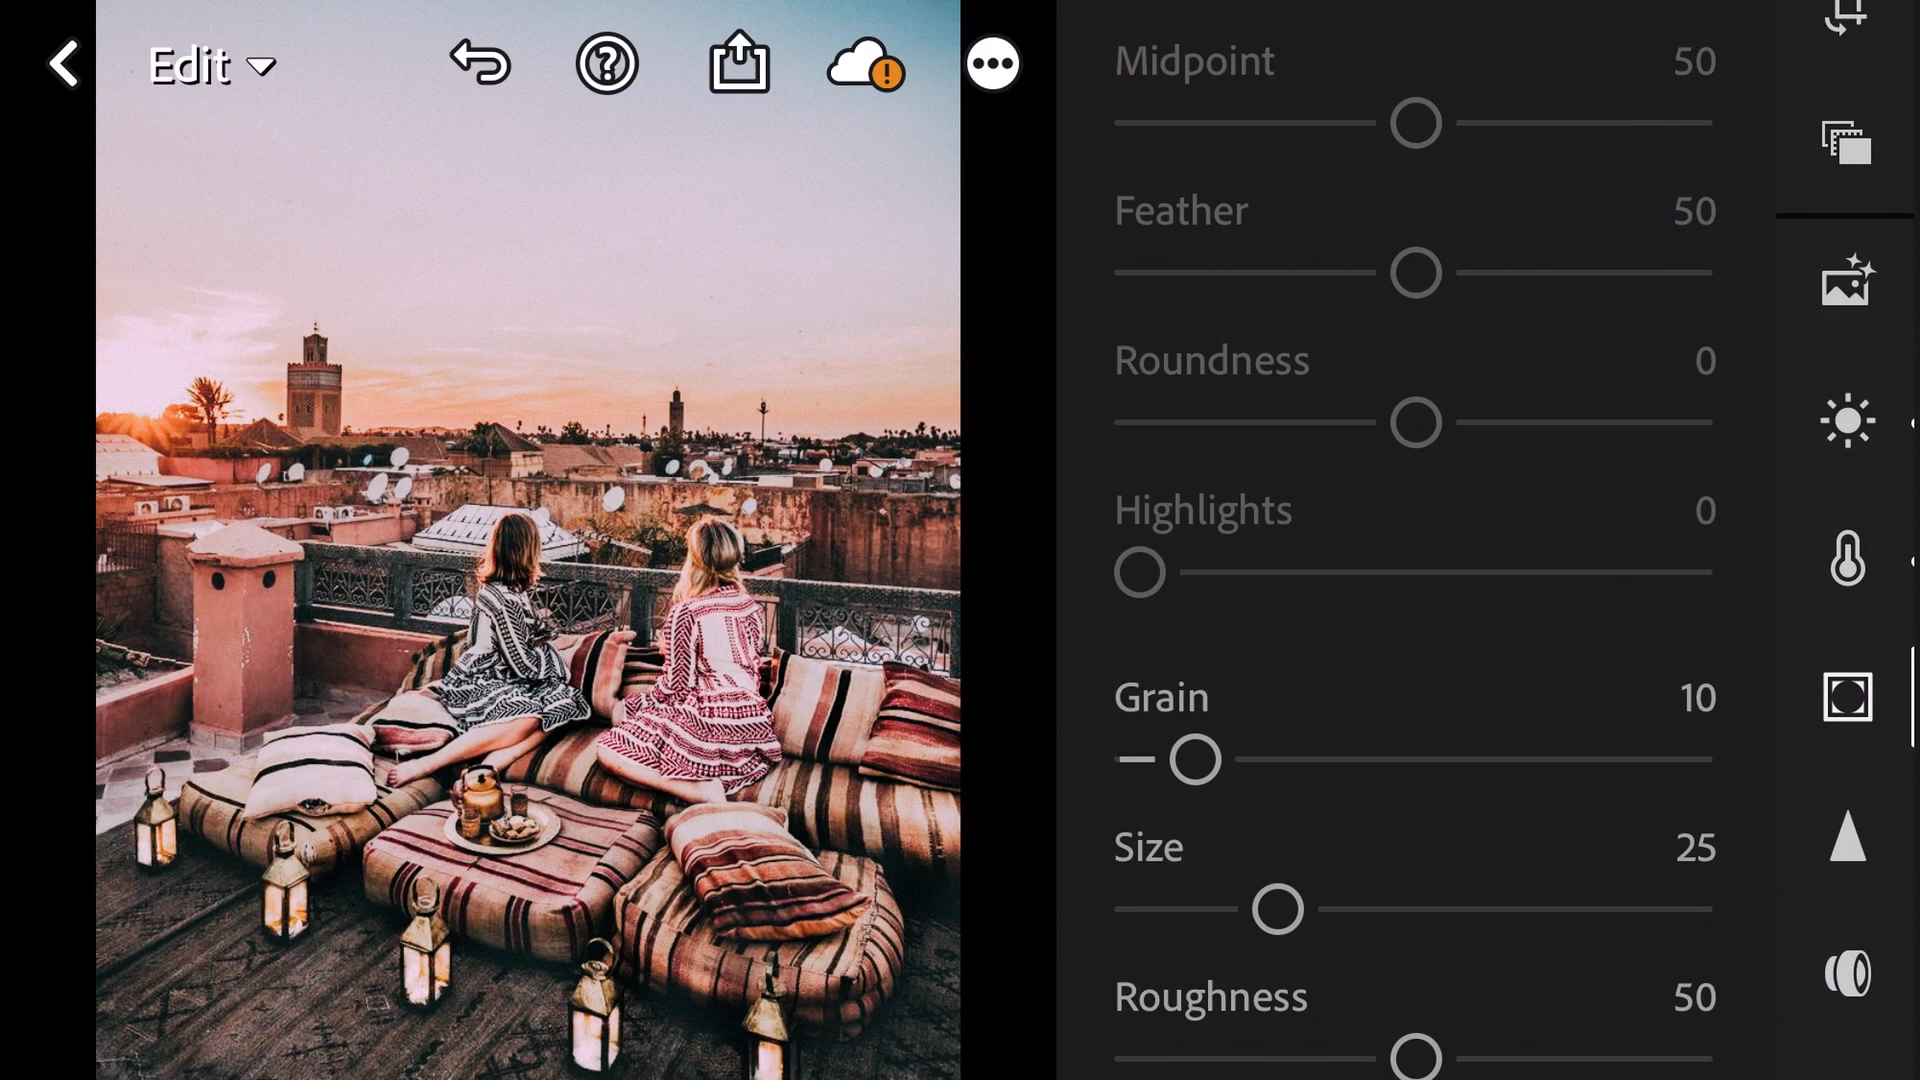 Edit
Midpoint 50
Feather 50
Roundness 0
Highlights 0
Grain 10
Size 25
Roughness 50